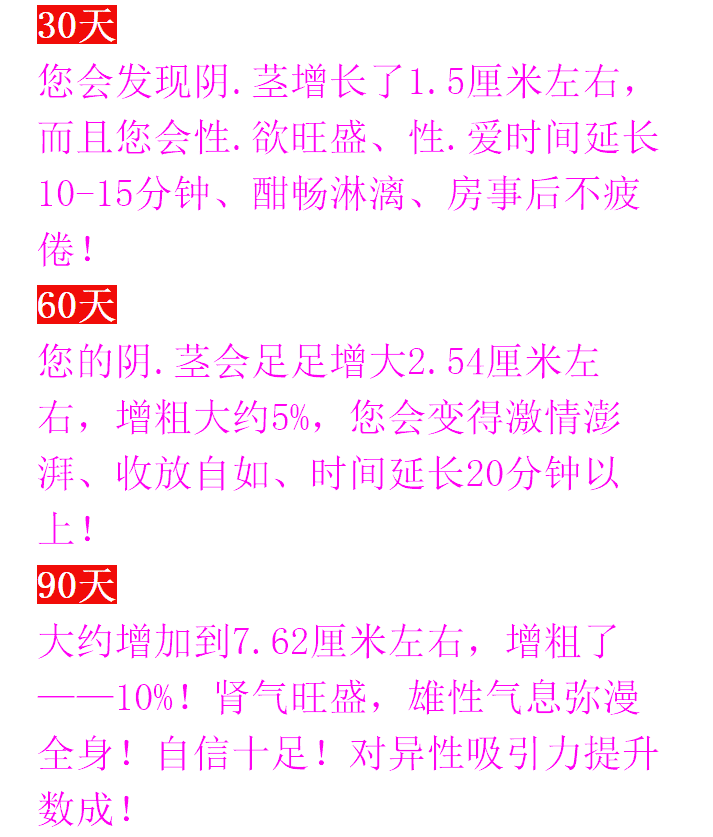 30天
您会发现阴.茎增长了1.5厘米左右，
而且您会性.欲旺盛、性.爱时间延长
10-15分钟、酣畅淋漓、房事后不疲
倦！
60天
您的阴.茎会足足增大2.54厘米左
右，增粗大约5%，您会变得激情澎
湃、收放自如、时间延长20分钟以
上！
90天
大约增加到7.62厘米左右，增粗了
——10%！肾气旺盛，雄性气息弥漫
全身！自信十足！对异性吸引力提升
数成！